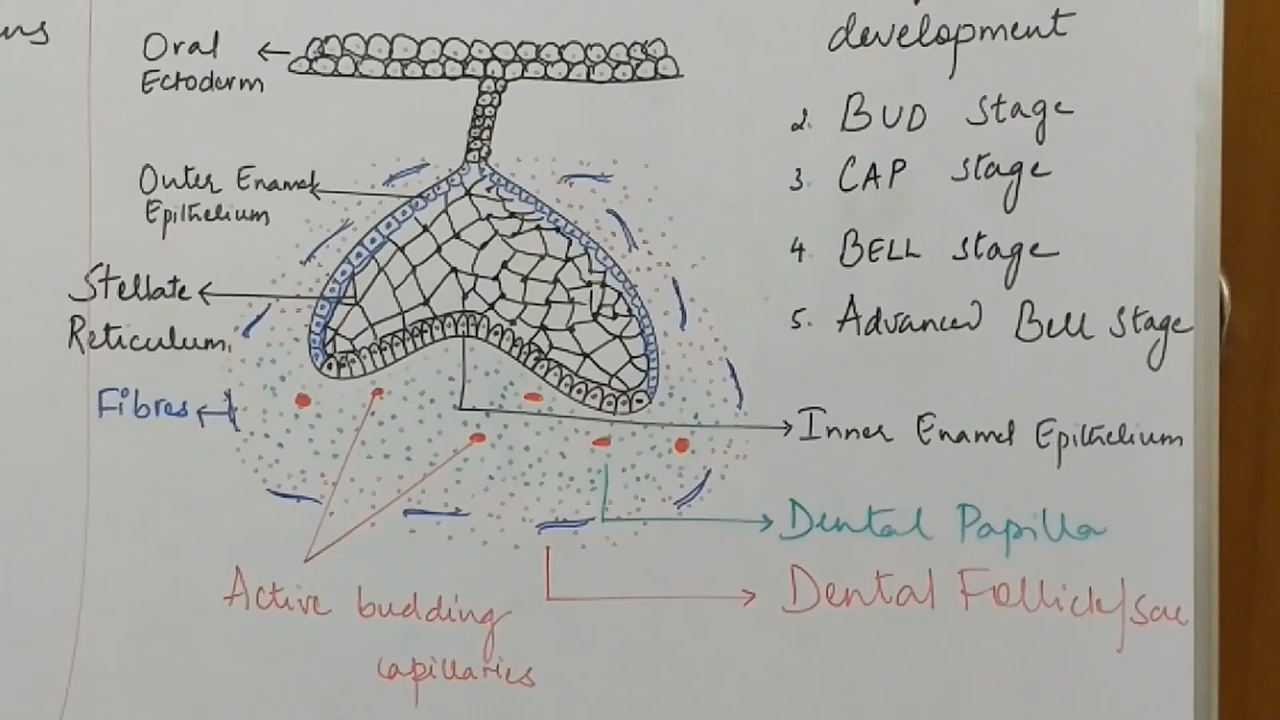 Oral
Ectoderm
Outer Enamel
Epithelium
Stellate
Reticulum
Fibres
Active budding
capillaries
development
2. BUD Stage
3. CAP Stage
4. BELL Stage
5. Advanced Bell Stage
Inner Enamel Epithelium
Dental Papilla
Dental Follicle/sac